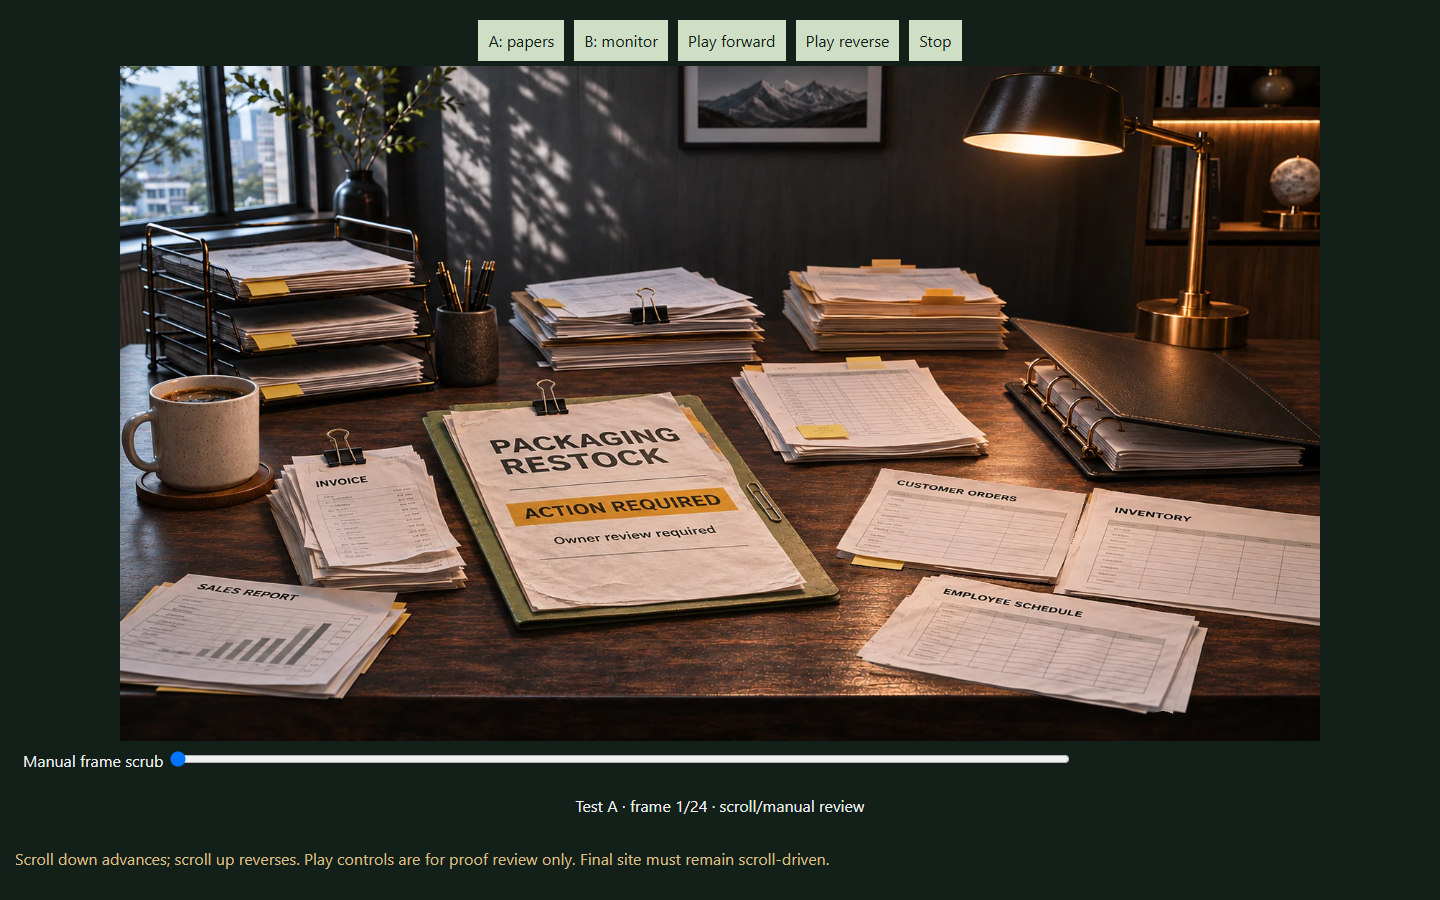 A: papers
B: monitor
Play forward
Play reverse
Stop
PACKAGING
RESTOCK
ACTION REQUIRED
Owner review required
INVOICE
SALES REPORT
CUSTOMER ORDERS
INVENTORY
EMPLOYEE SCHEDULE
Manual frame scrub
Test A · frame 1/24 · scroll/manual review
Scroll down advances; scroll up reverses. Play controls are for proof review only. Final site must remain scroll-driven.